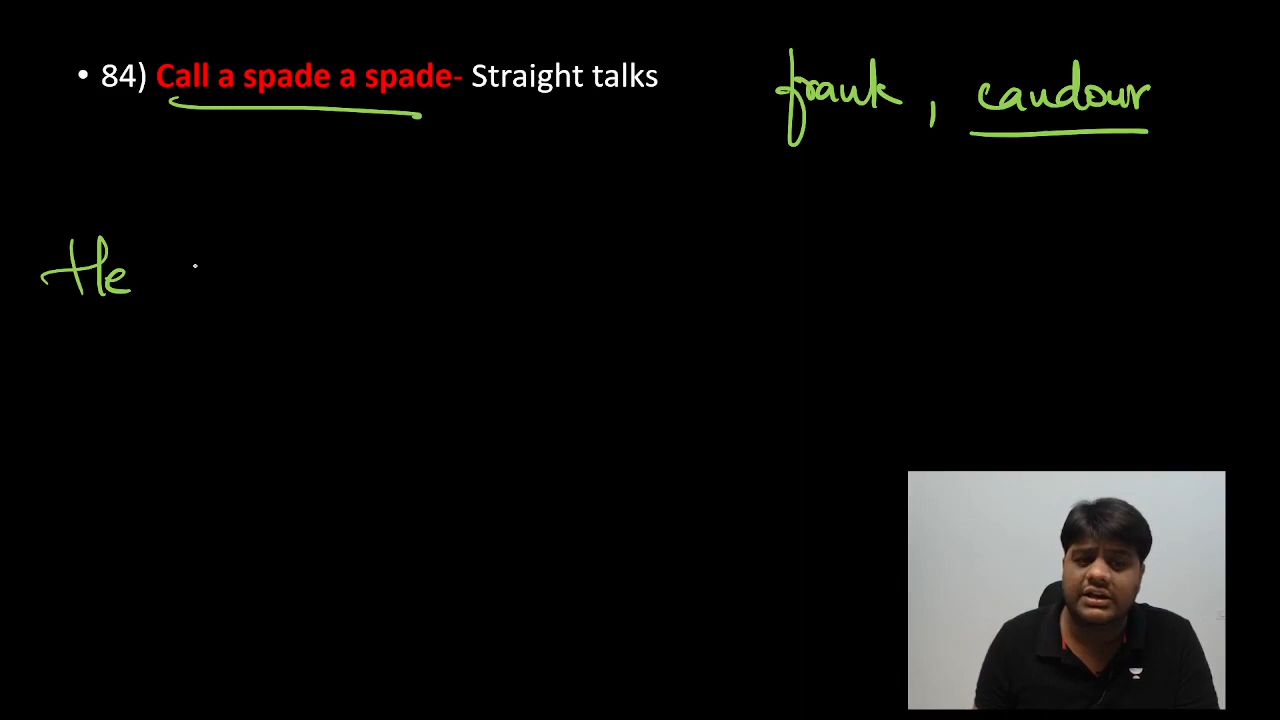 • 84) Call a spade a spade- Straight talks
frank, candour
He